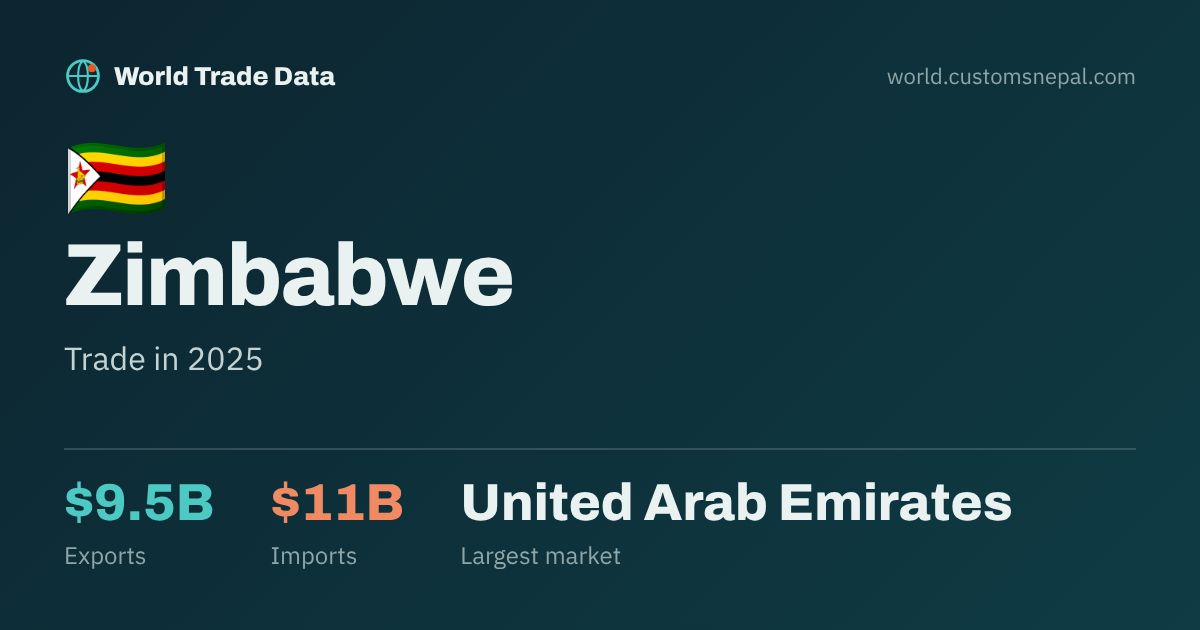 World Trade Data
world.customsnepal.com
Zimbabwe
Trade in 2025
$9.5B
Exports
$11B
Imports
United Arab Emirates
Largest market